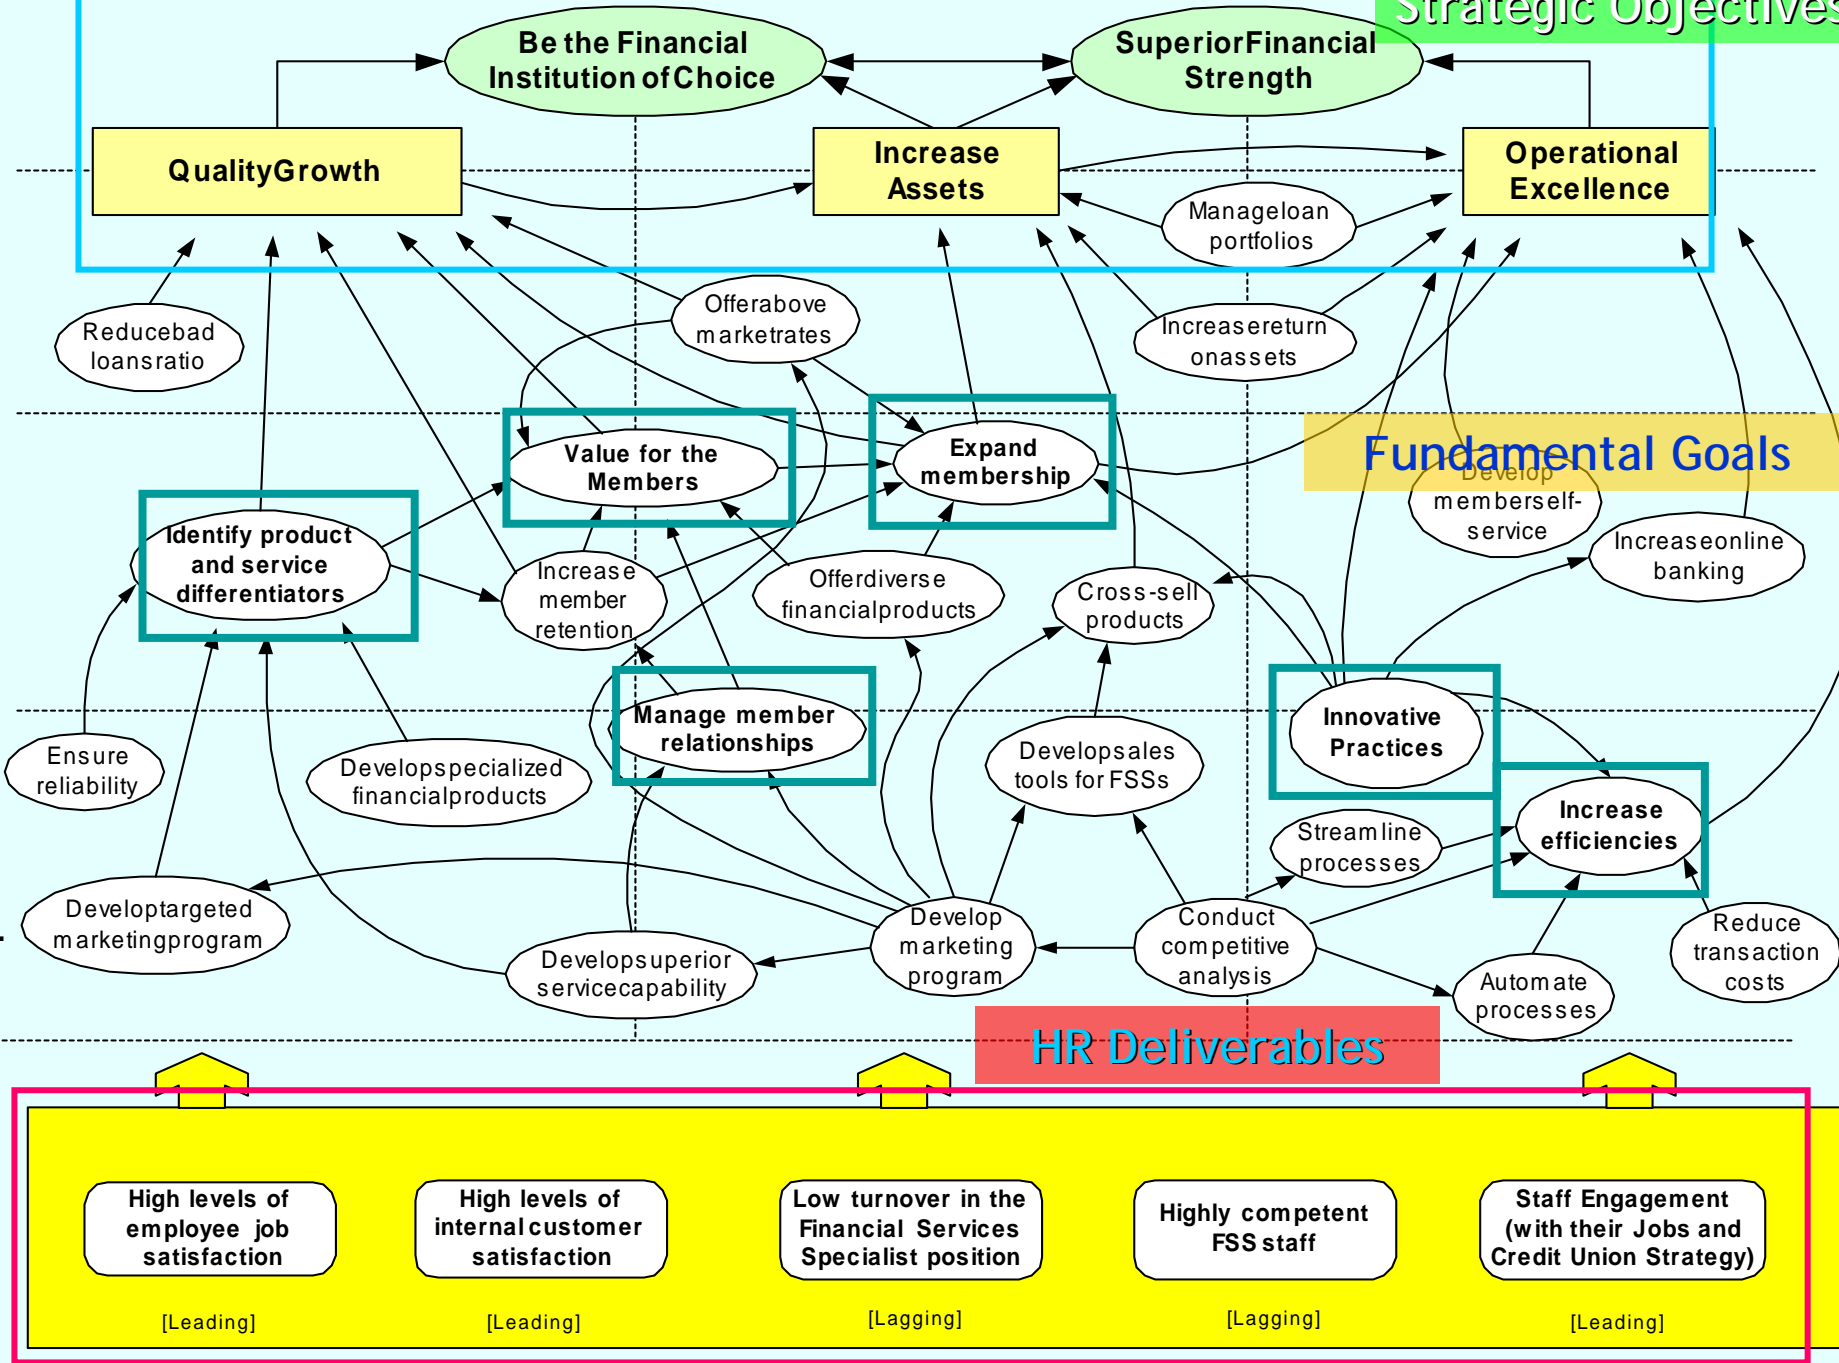 Strategic Objectives
Be the Financial
Institution of Choice
Superior Financial
Strength
Quality Growth
Increase
Assets
Operational
Excellence
Manage loan
portfolios
Reduce bad
loans ratio
Offer above
market rates
Increase return
on assets
Value for the
Members
Expand
membership
Fundamental Goals
Develop
member self-
service
Identify product
and service
differentiators
Increase
member
retention
Offer diverse
financial products
Cross-sell
products
Increase online
banking
Ensure
reliability
Develop specialized
financial products
Manage member
relationships
Develop sales
tools for FSSs
Innovative
Practices
Streamline
processes
Increase
efficiencies
Develop targeted
marketing program
Develop superior
service capability
Develop
marketing
program
Conduct
competitive
analysis
Automate
processes
Reduce
transaction
costs
HR Deliverables
High levels of
employee job
satisfaction
[Leading]
High levels of
internal customer
satisfaction
[Leading]
Low turnover in the
Financial Services
Specialist position
[Lagging]
Highly competent
FSS staff
[Lagging]
Staff Engagement
(with their Jobs and
Credit Union Strategy)
[Leading]